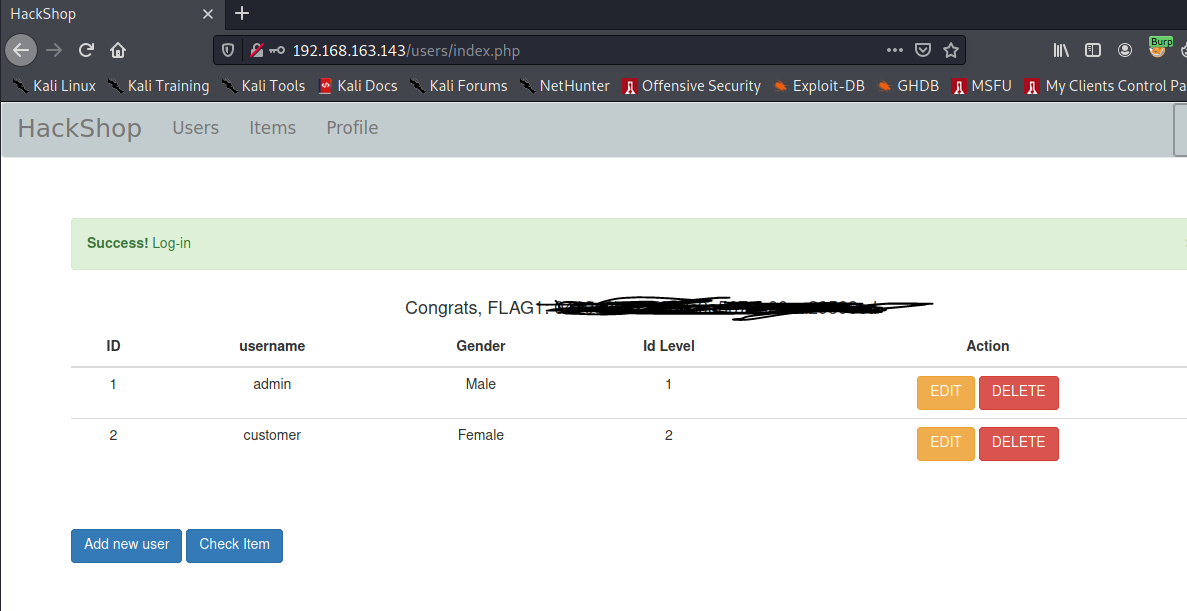 HackShop
192.168.163.143/users/index.php
Burp
Kali Linux Kali Training Kali Tools Kali Docs Kali Forums NetHunter Offensive Security Exploit-DB GHDB MSFU My Clients Control Pa
HackShop Users Items Profile
Success! Log-in
Congrats, FLAG1:
ID username Gender Id Level Action
1 admin Male 1 EDIT DELETE
2 customer Female 2 EDIT DELETE
Add new user Check Item